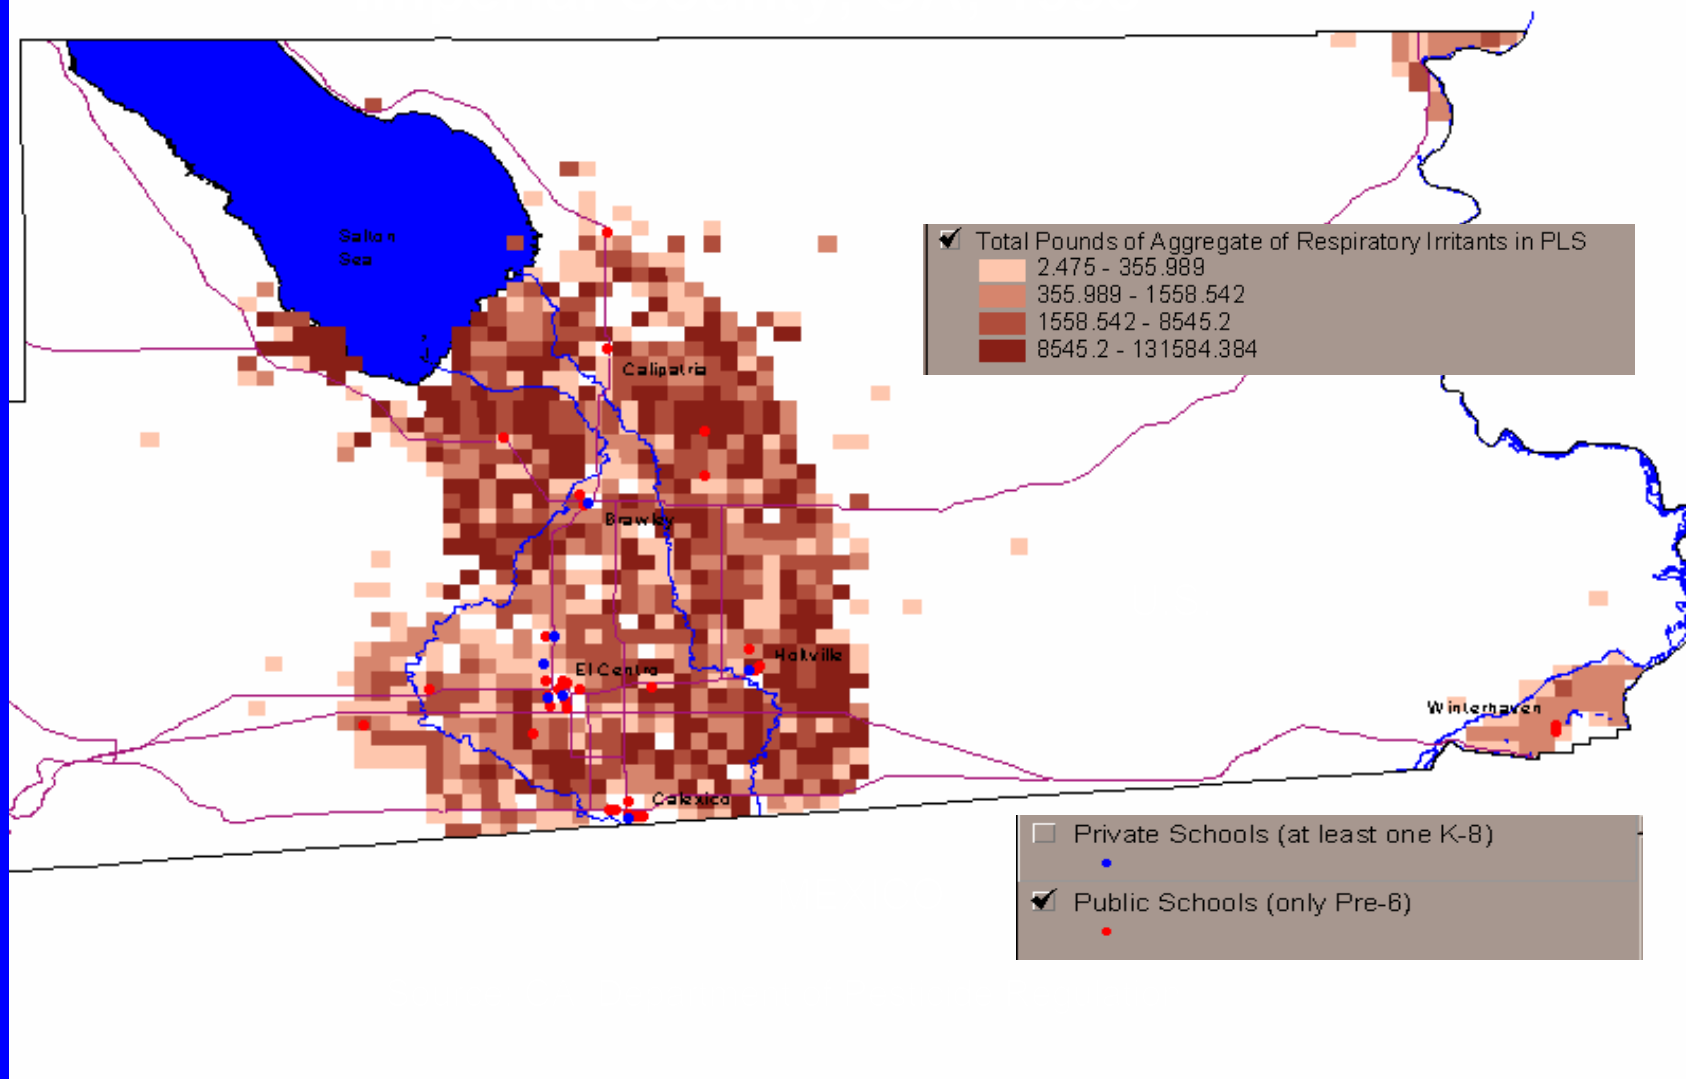 Salton
Sea
Total Pounds of Aggregate of Respiratory Irritants in PLS
2.475 - 355.989
355.989 - 1558.542
1558.542 - 8545.2
8545.2 - 131584.384
Calipatria
Brawley
Holtville
El Centro
Winterhaven
Calexico
Private Schools (at least one K-8)
Public Schools (only Pre-6)